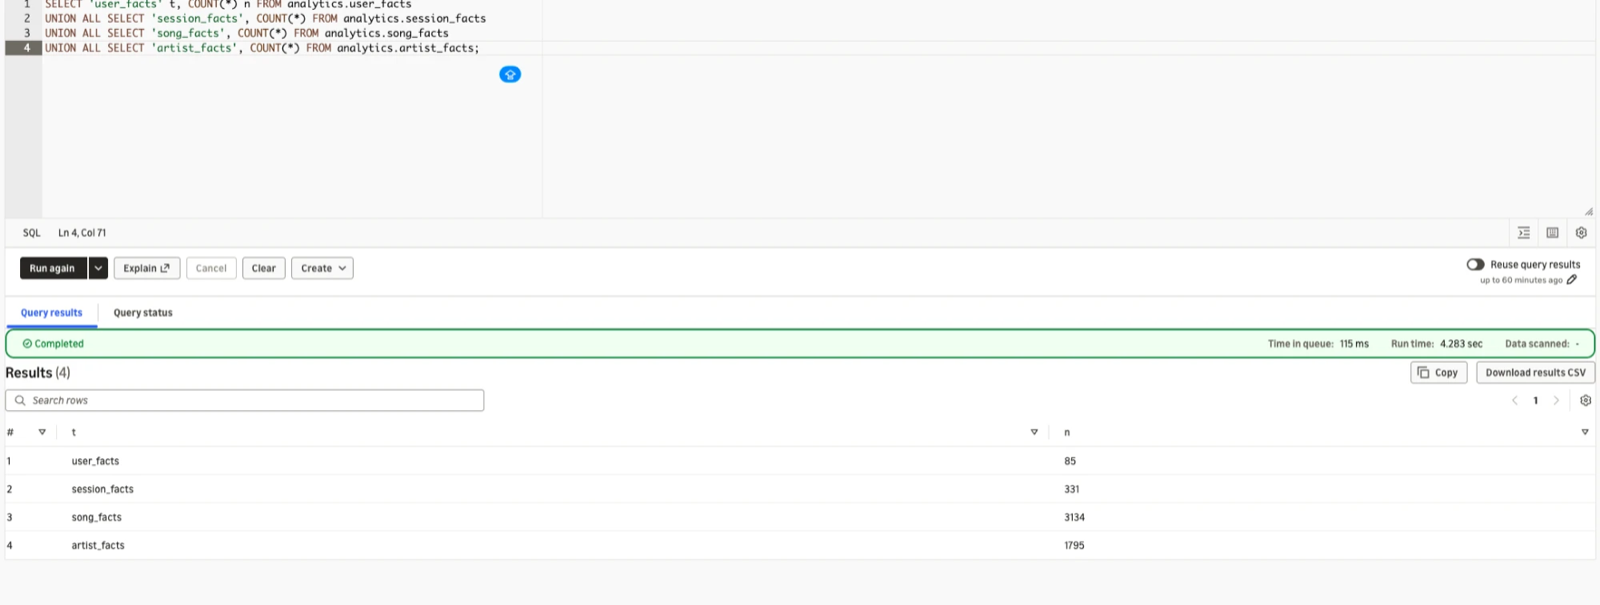 1 SELECT 'user_facts' t, COUNT(*) n FROM analytics.user_facts
2 UNION ALL SELECT 'session_facts', COUNT(*) FROM analytics.session_facts
3 UNION ALL SELECT 'song_facts', COUNT(*) FROM analytics.song_facts
4 UNION ALL SELECT 'artist_facts', COUNT(*) FROM analytics.artist_facts;
SQL Ln 4, Col 71
Run again Explain Cancel Clear Create Reuse query results
up to 60 minutes ago
Query results Query status
Completed Time in queue: 115 ms Run time: 4.283 sec Data scanned: -
Results (4) Copy Download results CSV
Search rows 1
# t n
1 user_facts 85
2 session_facts 331
3 song_facts 3134
4 artist_facts 1795